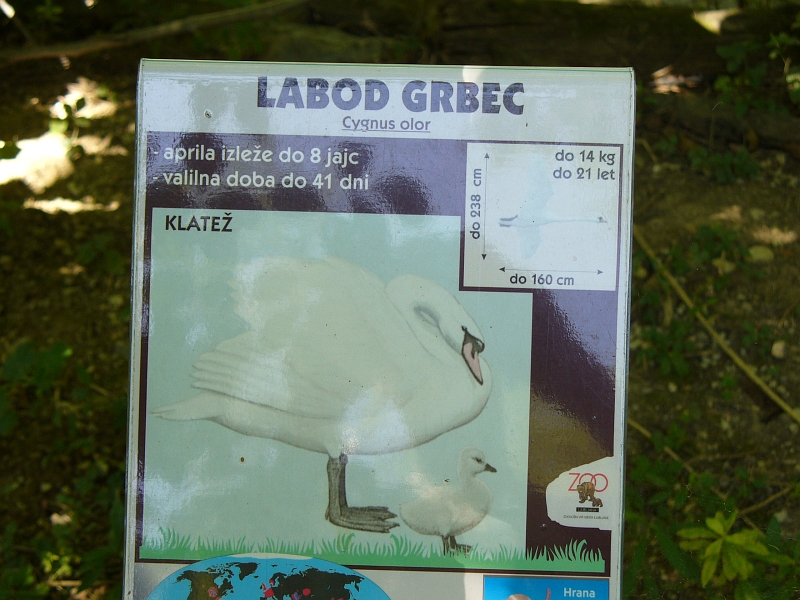 LABOD GRBEC
Cygnus olor
- aprila izleže do 8 jajc
- valilna doba do 41 dni
do 14 kg
do 21 let
do 238 cm
do 160 cm
KLATEŽ
ZOO
Hrana